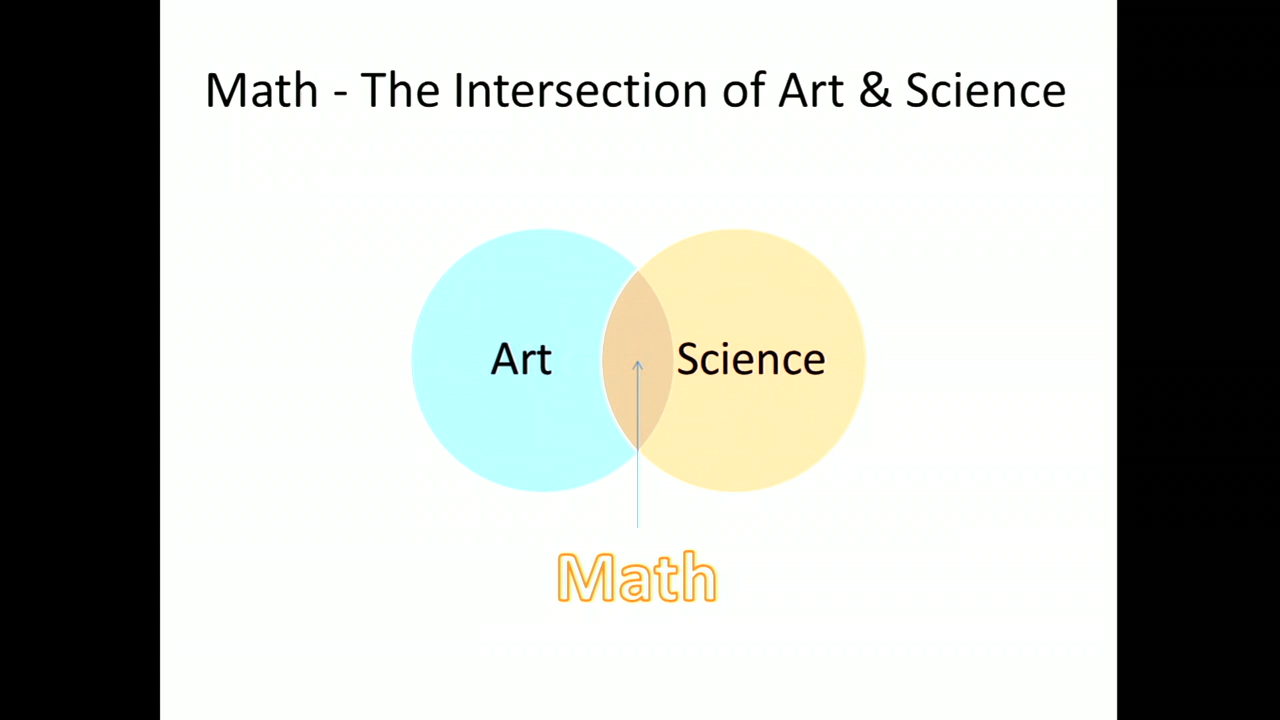 Math - The Intersection of Art & Science
Art
Science
Math